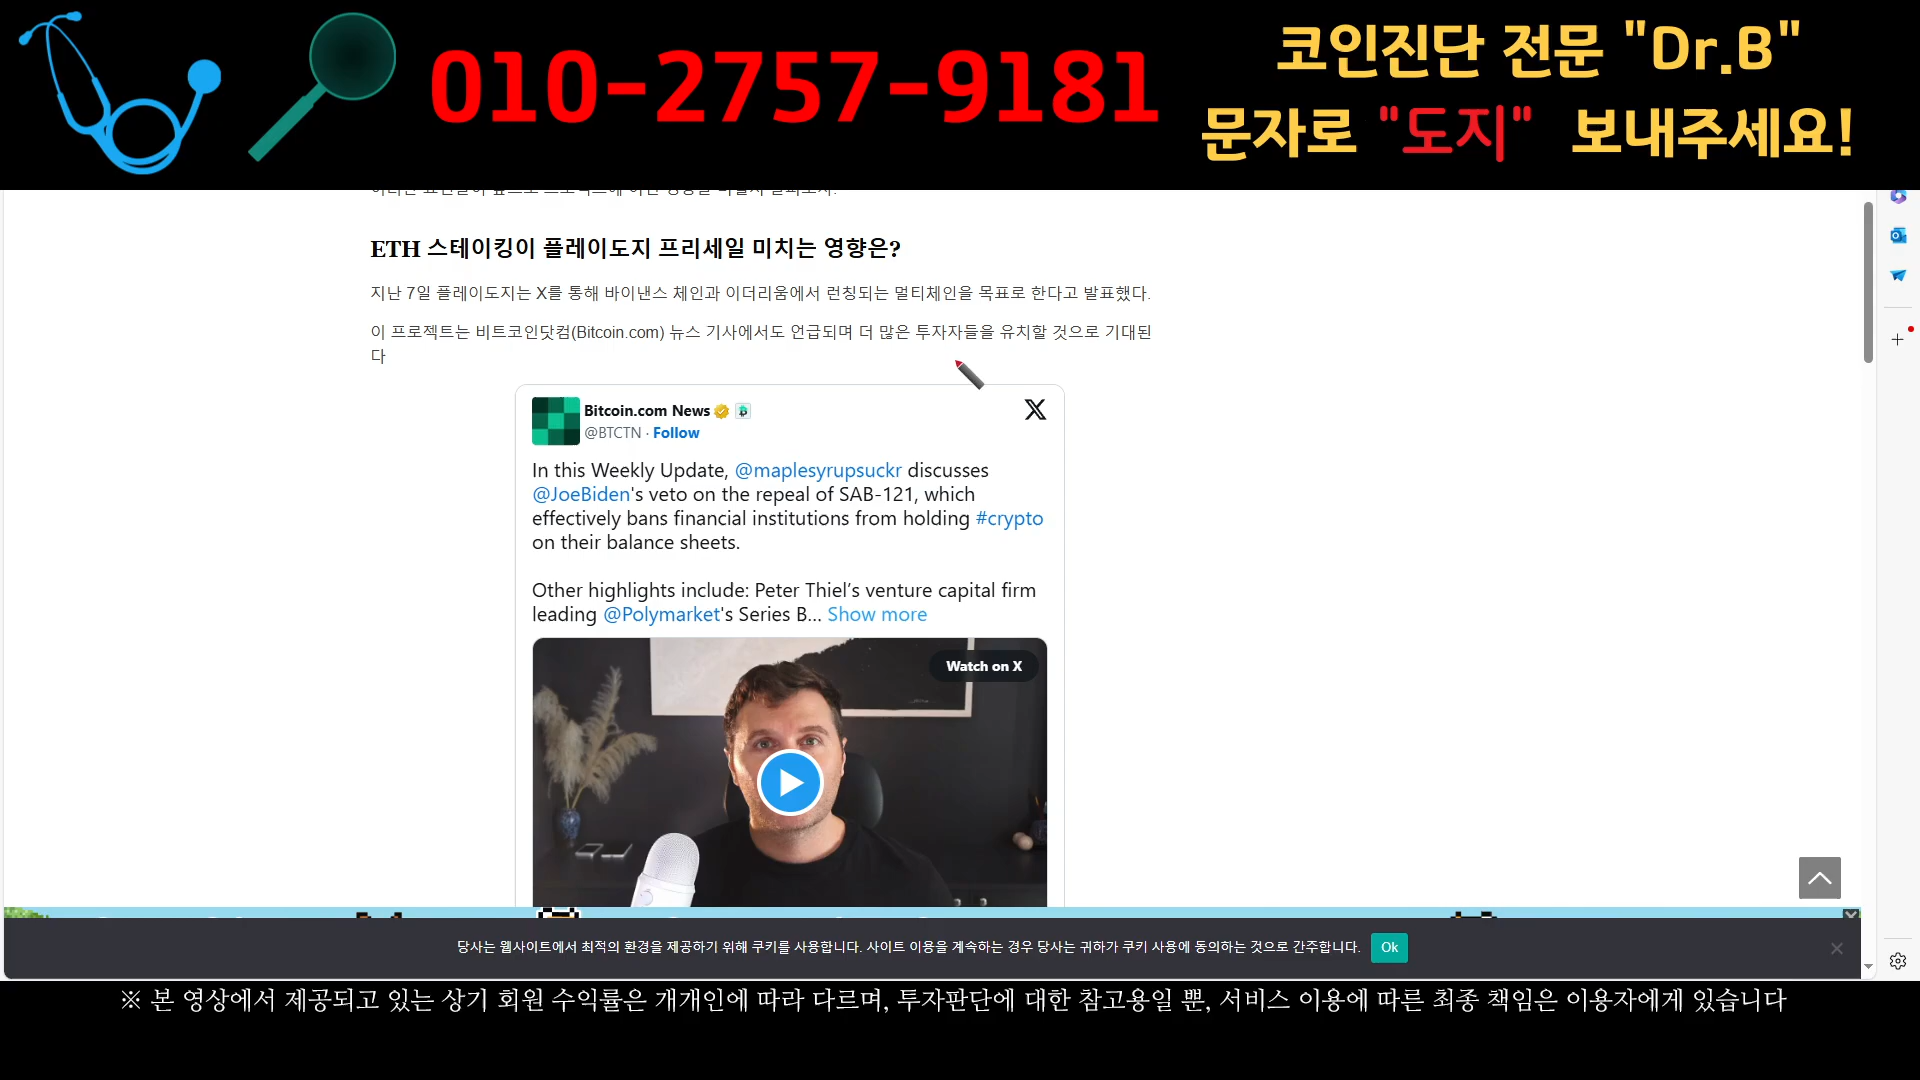 010-2757-9181
코인진단 전문 "Dr.B"
문자로 "도지" 보내주세요!
ETH 스테이킹이 플레이도지 프리세일 미치는 영향은?
지난 7일 플레이도지는 X를 통해 바이낸스 체인과 이더리움에서 런칭되는 멀티체인을 목표로 한다고 발표했다.
이 프로젝트는 비트코인닷컴(Bitcoin.com) 뉴스 기사에서도 언급되며 더 많은 투자자들을 유치할 것으로 기대된
다
Bitcoin.com News
@BTCTN · Follow
In this Weekly Update, @maplesyrupsuckr discusses
@JoeBiden's veto on the repeal of SAB-121, which
effectively bans financial institutions from holding #crypto
on their balance sheets.
Other highlights include: Peter Thiel’s venture capital firm
leading @Polymarket's Series B... Show more
Watch on X
당사는 웹사이트에서 최적의 환경을 제공하기 위해 쿠키를 사용합니다. 사이트 이용을 계속하는 경우 당사는 귀하가 쿠키 사용에 동의하는 것으로 간주합니다. Ok
※ 본 영상에서 제공되고 있는 상기 회원 수익률은 개개인에 따라 다르며, 투자판단에 대한 참고용일 뿐, 서비스 이용에 따른 최종 책임은 이용자에게 있습니다